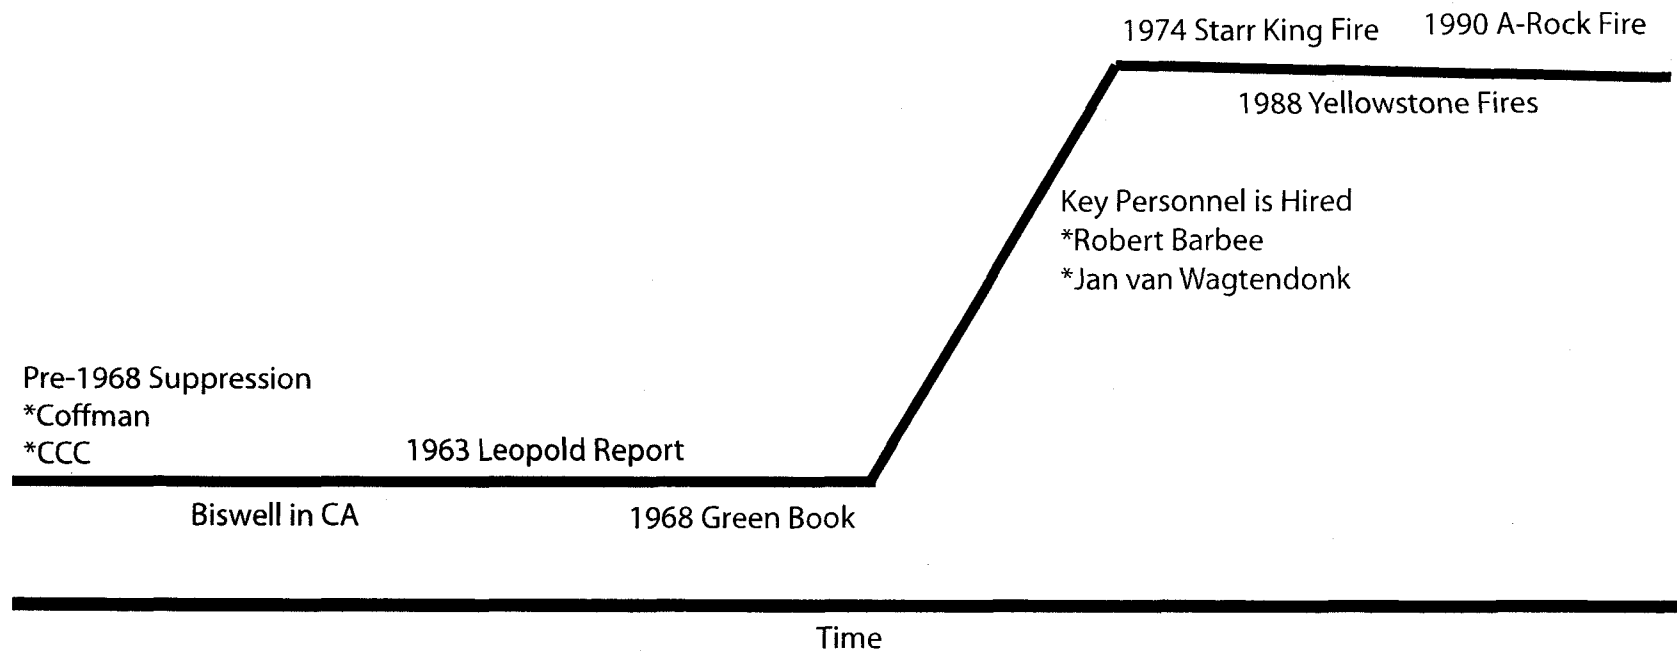 1974 Starr King Fire
1990 A-Rock Fire
1988 Yellowstone Fires
Key Personnel is Hired
*Robert Barbee
*Jan van Wagtendonk
Pre-1968 Suppression
*Coffman
*CCC
1963 Leopold Report
Biswell in CA
1968 Green Book
Time